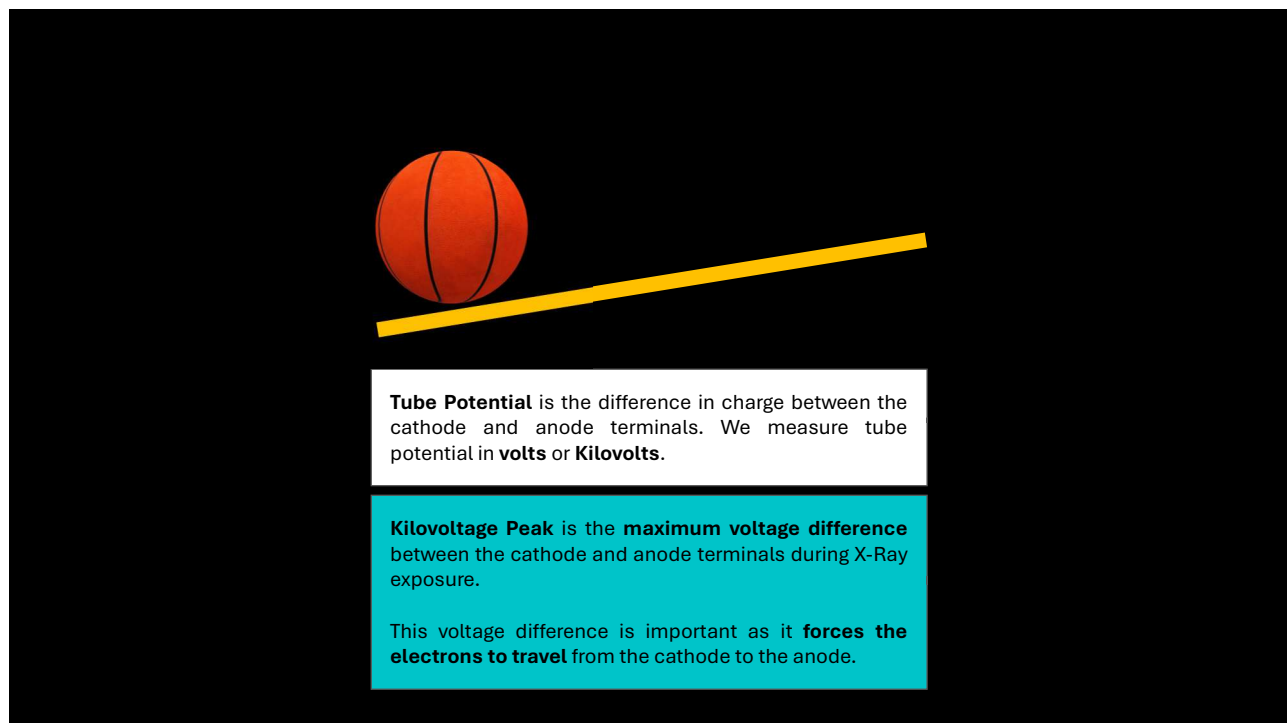 Tube Potential is the difference in charge between the
cathode and anode terminals. We measure tube
potential in volts or Kilovolts.
Kilovoltage Peak is the maximum voltage difference
between the cathode and anode terminals during X-Ray
exposure.
This voltage difference is important as it forces the
electrons to travel from the cathode to the anode.